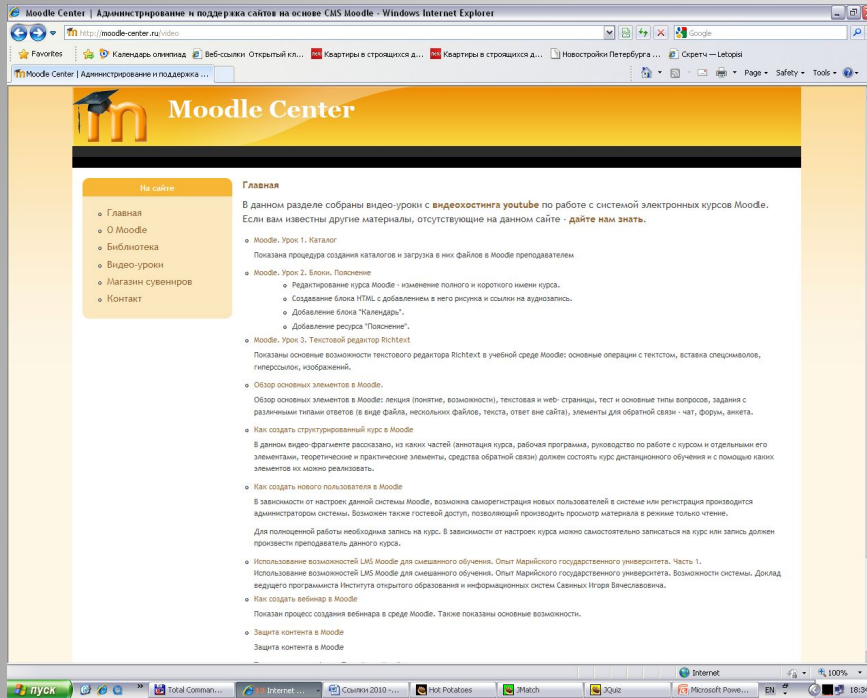 Moodle Center | Администрирование и поддержка сайтов на основе CMS Moodle - Windows Internet Explorer
http://moodle-center.ru/video
Google
Favorites
Календарь олимпиад
Веб-ссылки Открытый кл...
Квартиры в строящихся д...
Квартиры в строящихся д...
Новостройки Петербурга ...
Скретч — Letopisi
Moodle Center | Администрирование и поддержка ...
Page
Safety
Tools
Moodle Center
На сайте
Главная
О Moodle
Библиотека
Видео-уроки
Магазин сувениров
Контакт
Главная
В данном разделе собраны видео-уроки с видеохостинга youtube по работе с системой электронных курсов Moodle.
Если вам известны другие материалы, отсутствующие на данном сайте - дайте нам знать.
Moodle. Урок 1. Каталог
Показана процедура создания каталогов и загрузка в них файлов в Moodle преподавателем
Moodle. Урок 2. Блоки. Пояснение
Редактирование курса Moodle - изменение полного и короткого имени курса.
Создавание блока HTML с добавлением в него рисунка и ссылки на аудиозапись.
Добавление блока "Календарь".
Добавление ресурса "Пояснение".
Moodle. Урок 3. Текстовой редактор Richtext
Показаны основные возможности текстового редактора Richtext в учебной среде Moodle: основные операции с тектстом, вставка спецсимволов,
гиперссылок, изображений.
Обзор основных элементов в Moodle.
Обзор основных элементов в Moodle: лекция (понятие, возможности), текстовая и web- страницы, тест и основные типы вопросов, задания с
различными типами ответов (в виде файла, нескольких файлов, текста, ответ вне сайта), элементы для обратной связи - чат, форум, анкета.
Как создать структурированный курс в Moodle
В данном видео-фрагменте рассказано, из каких частей (аннотация курса, рабочая программа, руководство по работе с курсом и отдельными его
элементами, теоретические и практические элементы, средства обратной связи) должен состоять курс дистанционного обучения и с помощью каких
элементов их можно реализовать.
Как создать нового пользователя в Moodle
В зависимости от настроек данной системы Moodle, возможна саморегистрация новых пользователей в системе или регистрация производится
администратором системы. Возможен также гостевой доступ, позволяющий производить просмотр материала в режиме только чтение.
Для полноценной работы необходима запись на курс. В зависимости от настроек курса можно самостоятельно записаться на курс или запись должен
произвести преподаватель данного курса.
Использование возможностей LMS Moodle для смешанного обучения. Опыт Марийского государственного университета. Часть 1.
Использование возможностей LMS Moodle для смешанного обучения. Опыт Марийского государственного университета. Возможности системы. Доклад
ведущего программиста Института открытого образования и информационных систем Савиных Игоря Вячеславовича.
Как создать вебинар в Moodle
Показан процесс создания вебинара в среде Moodle. Также показаны основные возможности.
Защита контента в Moodle
Защита контента в Moodle
Internet
100%
пуск
Total Comman...
Internet ...
Ссылки 2010 -...
Hot Potatoes
JMatch
JQuiz
Microsoft Powe...
EN